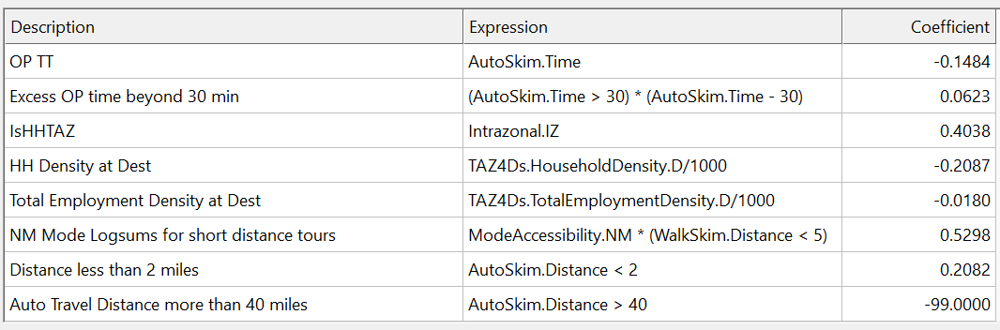 Description Expression Coefficient
OP TT AutoSkim.Time -0.1484
Excess OP time beyond 30 min (AutoSkim.Time > 30) * (AutoSkim.Time - 30) 0.0623
IsHHTAZ Intrazonal.IZ 0.4038
HH Density at Dest TAZ4Ds.HouseholdDensity.D/1000 -0.2087
Total Employment Density at Dest TAZ4Ds.TotalEmploymentDensity.D/1000 -0.0180
NM Mode Logsums for short distance tours ModeAccessibility.NM * (WalkSkim.Distance < 5) 0.5298
Distance less than 2 miles AutoSkim.Distance < 2 0.2082
Auto Travel Distance more than 40 miles AutoSkim.Distance > 40 -99.0000